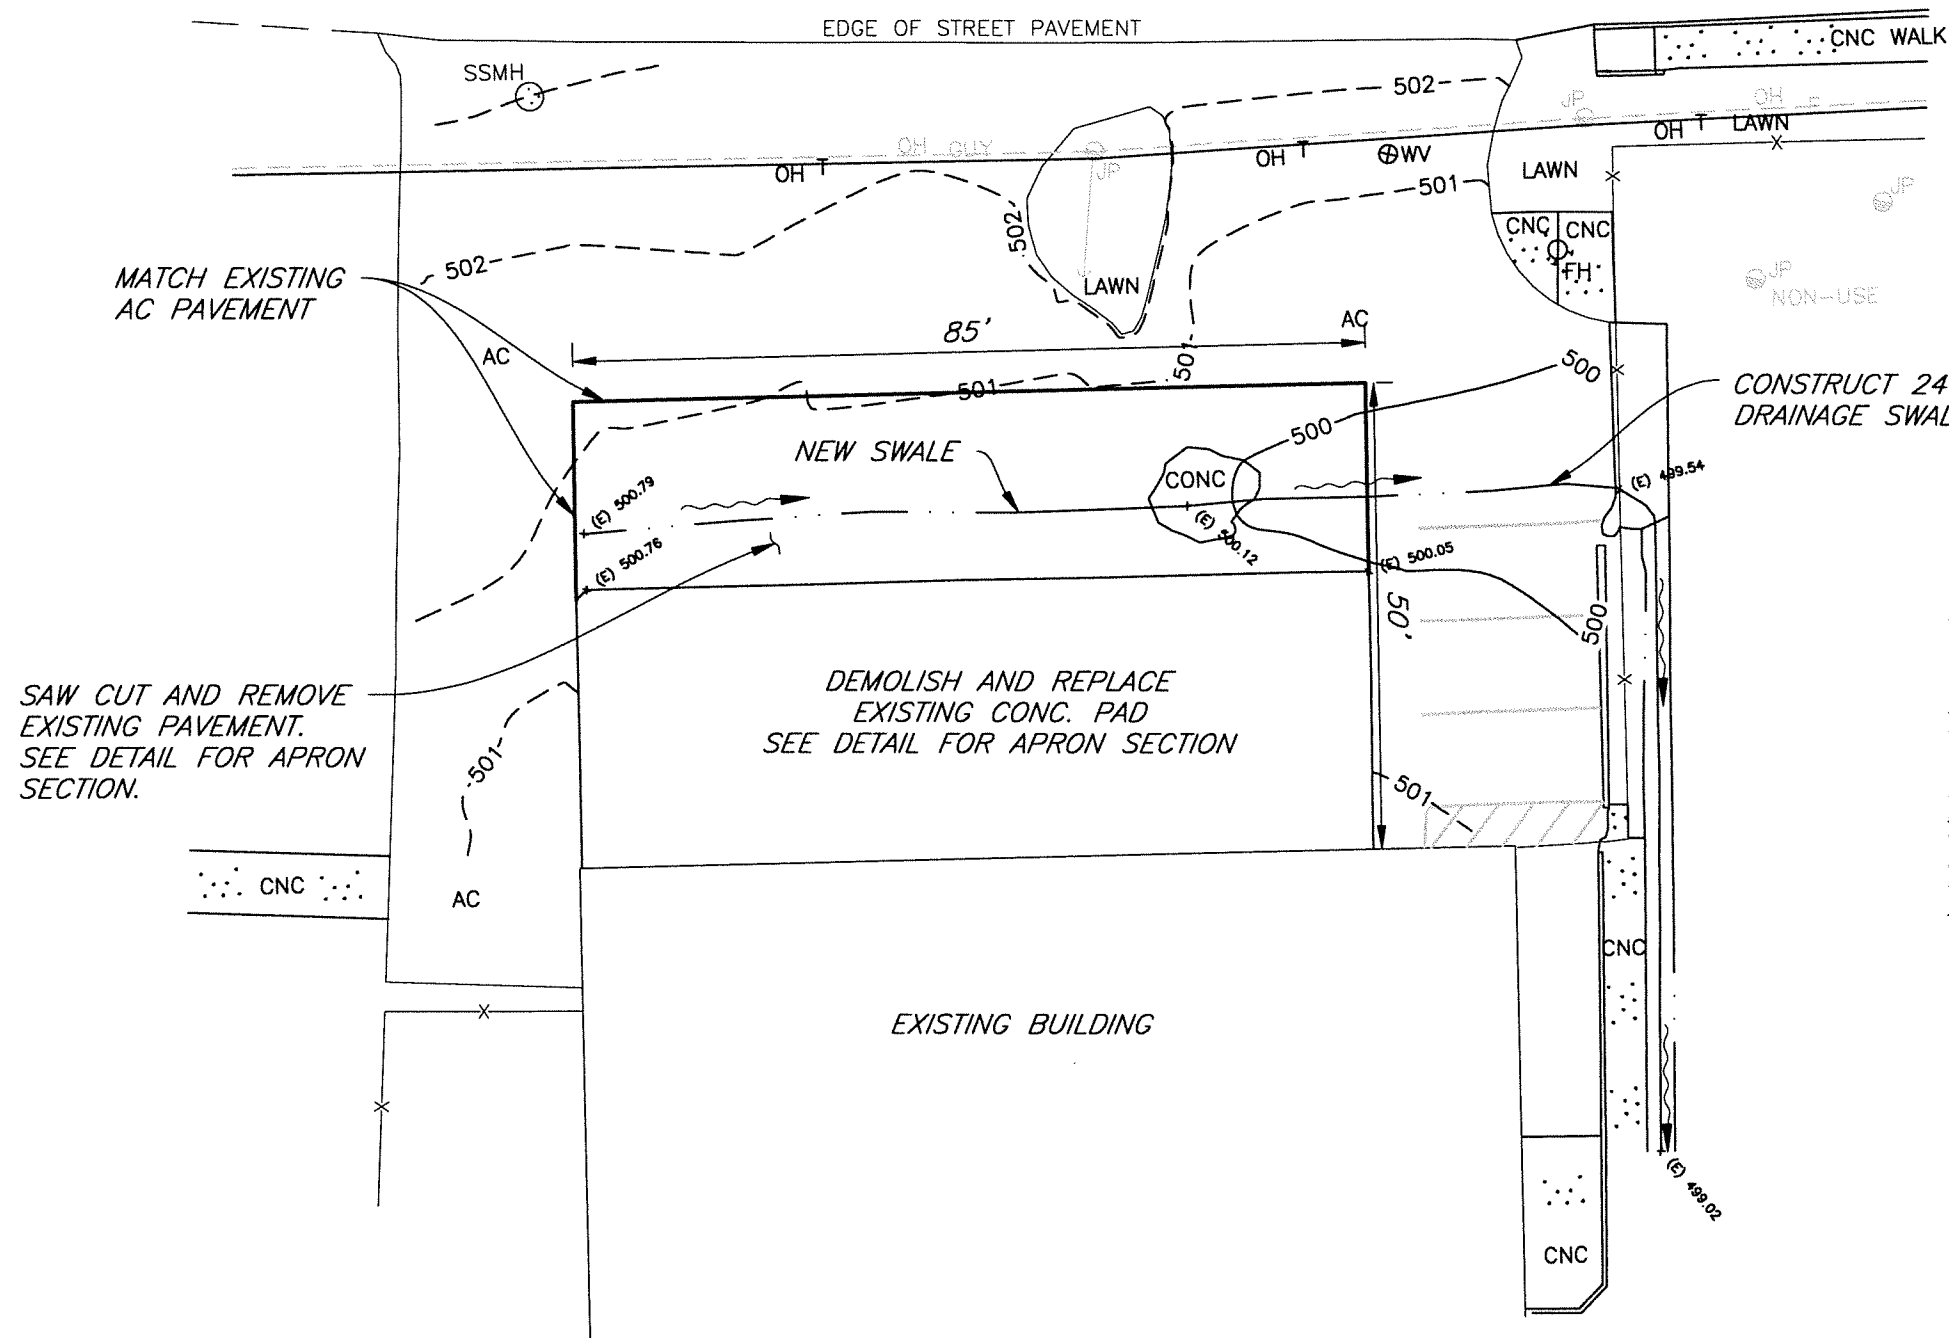 EDGE OF STREET PAVEMENT
CNC WALK
SSMH
502
JP
OH E
OH T
LAWN
OH GUY
JP
OH T
OH T
WV
501
LAWN
JP
502
502
CNC
CNC
FH
LAWN
JP
NON-USE
MATCH EXISTING
AC PAVEMENT
85'
AC
AC
501
501
500
CONSTRUCT 24
DRAINAGE SWAL
500
NEW SWALE
CONC
(E) 499.54
(E) 500.79
(E) 500.12
(E) 500.05
(E) 500.76
50'
500
SAW CUT AND REMOVE
EXISTING PAVEMENT.
SEE DETAIL FOR APRON
SECTION.
DEMOLISH AND REPLACE
EXISTING CONC. PAD
SEE DETAIL FOR APRON SECTION
501
501
CNC
AC
CNC
EXISTING BUILDING
(E) 499.02
CNC